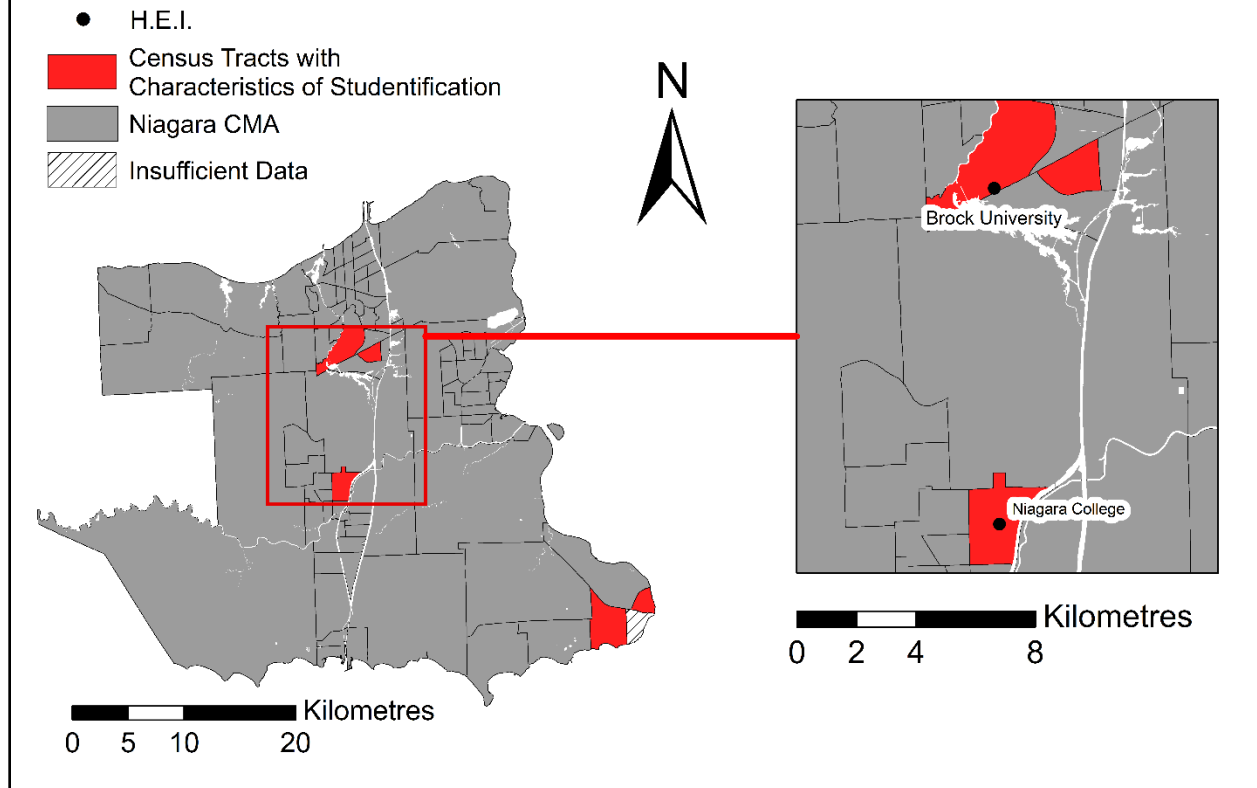 H.E.I.
Census Tracts with
Characteristics of Studentification
Niagara CMA
Insufficient Data
N
Brock University
Niagara College
Kilometres
0 5 10 20
Kilometres
0 2 4 8